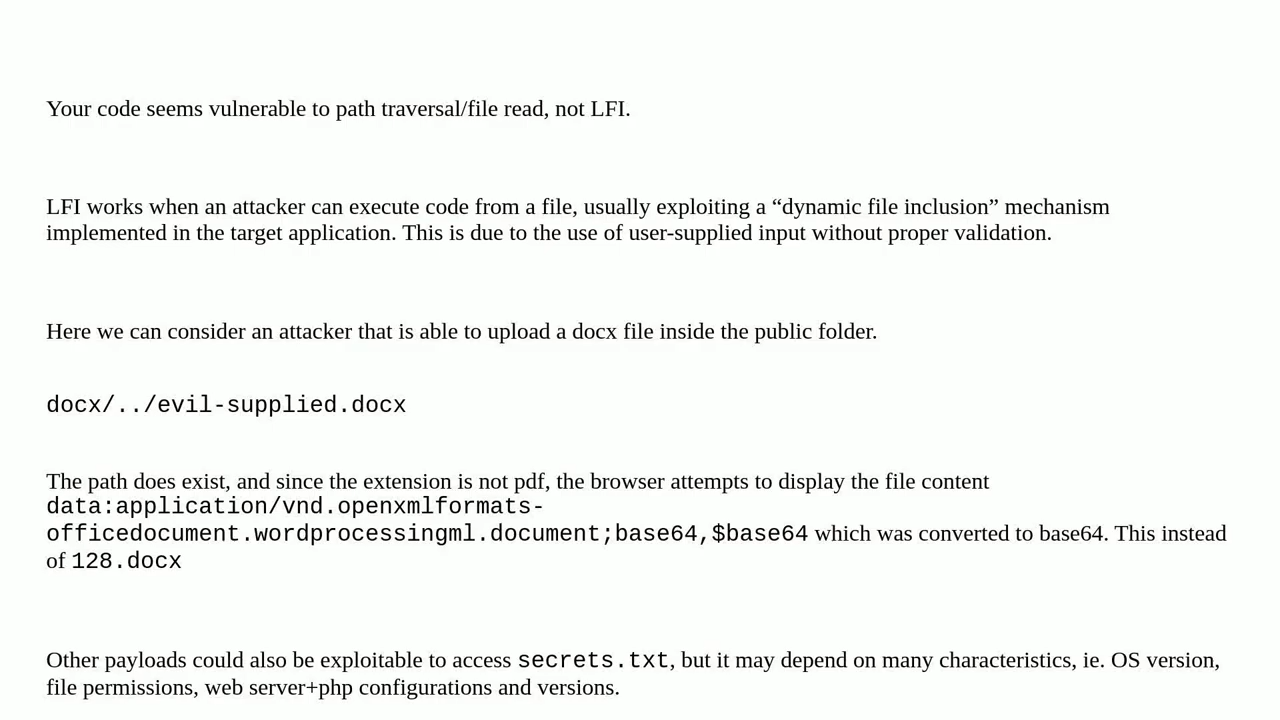 Your code seems vulnerable to path traversal/file read, not LFI.
LFI works when an attacker can execute code from a file, usually exploiting a “dynamic file inclusion” mechanism
implemented in the target application. This is due to the use of user-supplied input without proper validation.
Here we can consider an attacker that is able to upload a docx file inside the public folder.
docx/../evil-supplied.docx
The path does exist, and since the extension is not pdf, the browser attempts to display the file content
data:application/vnd.openxmlformats-
officedocument.wordprocessingml.document;base64,$base64 which was converted to base64. This instead
of 128.docx
Other payloads could also be exploitable to access secrets.txt, but it may depend on many characteristics, ie. OS version,
file permissions, web server+php configurations and versions.